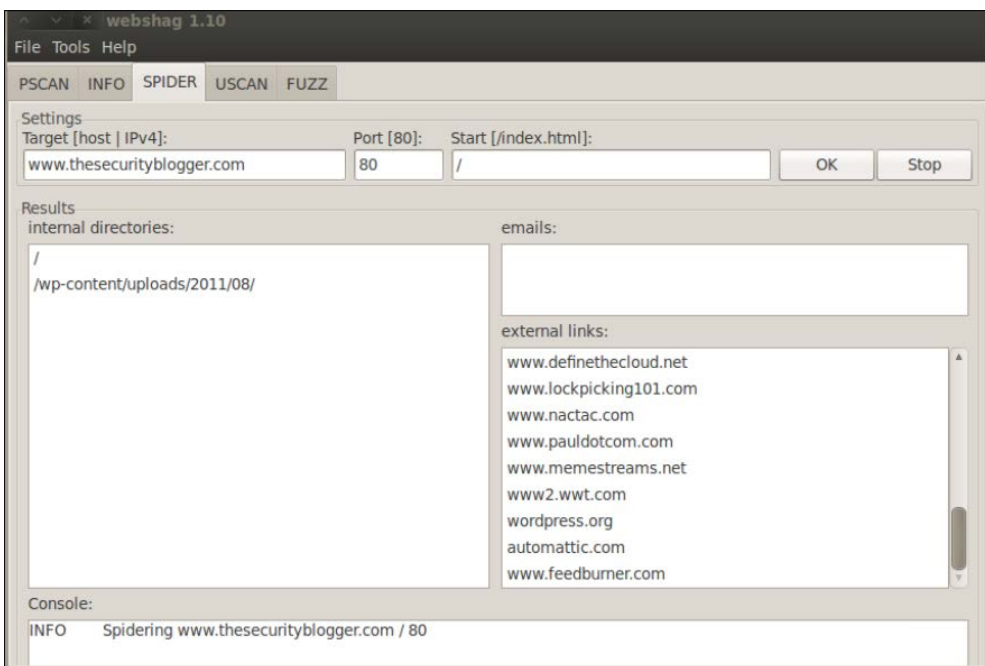 webshag 1.10
File Tools Help
PSCAN INFO SPIDER USCAN FUZZ
Settings
Target [host | IPv4]: Port [80]: Start [/index.html]:
www.thesecurityblogger.com 80 / OK Stop
Results
internal directories:
/
/wp-content/uploads/2011/08/
emails:
external links:
www.definethecloud.net
www.lockpicking101.com
www.nactac.com
www.pauldotcom.com
www.memestreams.net
www2.wwt.com
wordpress.org
automattic.com
www.feedburner.com
Console:
INFO Spidering www.thesecurityblogger.com / 80